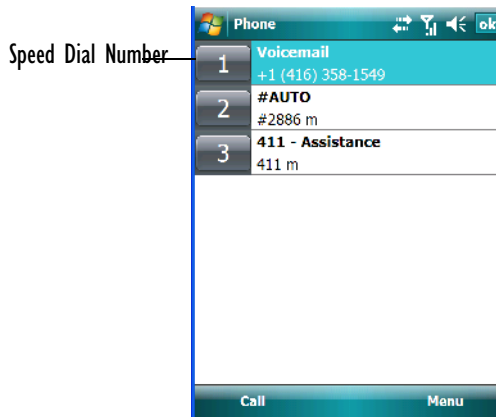 Speed Dial Number
Phone ok
1 Voicemail
+1 (416) 358-1549
2 #AUTO
#2886 m
3 411 - Assistance
411 m
Call Menu